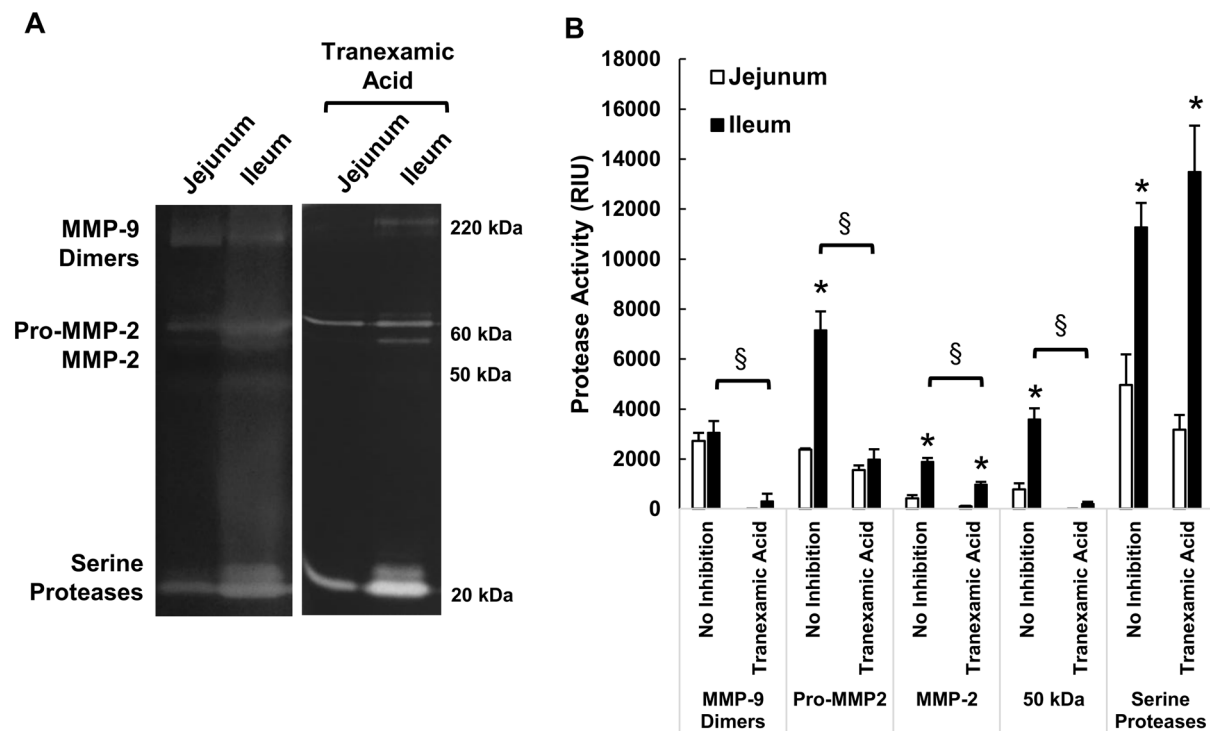 A
Tranexamic
Acid
Jejunum
Ileum
Jejunum
Ileum
MMP-9
Dimers
Pro-MMP-2
MMP-2
Serine
Proteases
220 kDa
60 kDa
50 kDa
20 kDa
B
Protease Activity (RIU)
18000
16000
14000
12000
10000
8000
6000
4000
2000
0
Jejunum
Ileum
§
*
§
*
*
§
*
§
*
*
No Inhibition
Tranexamic Acid
No Inhibition
Tranexamic Acid
No Inhibition
Tranexamic Acid
No Inhibition
Tranexamic Acid
No Inhibition
Tranexamic Acid
MMP-9
Dimers
Pro-MMP2
MMP-2
50 kDa
Serine
Proteases